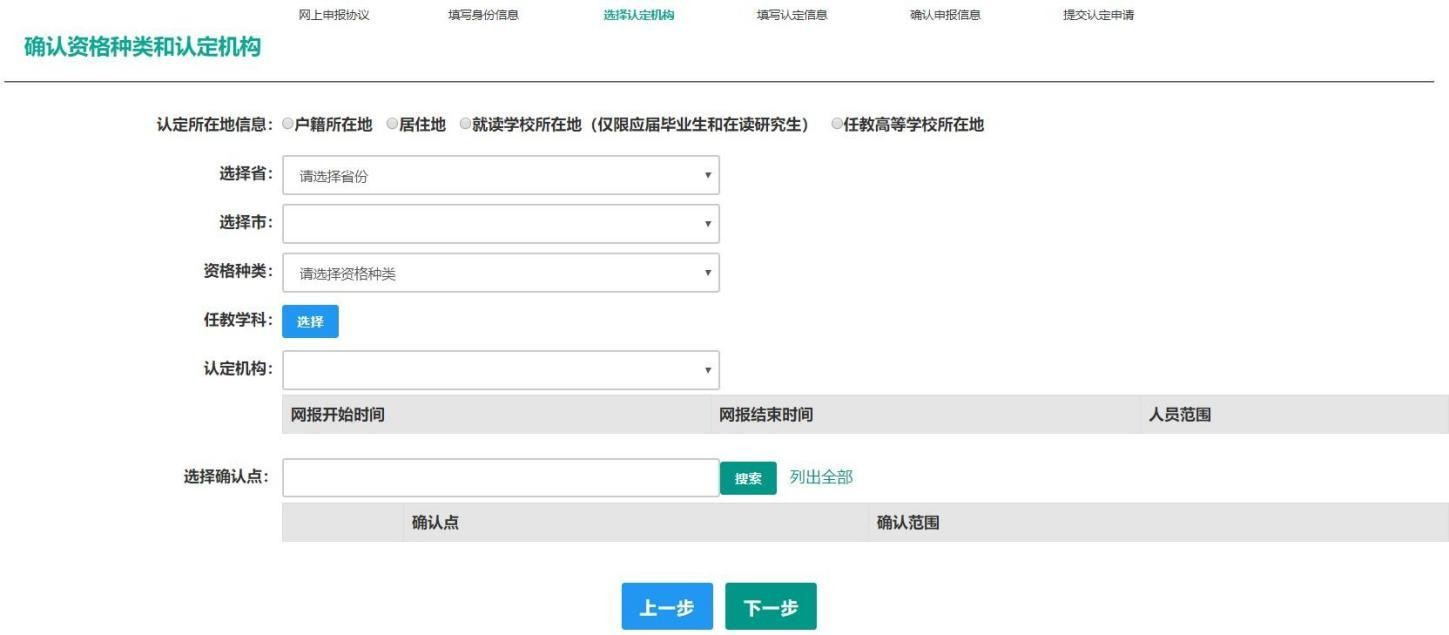 网上申报协议 填写身份信息 选择认定机构 填写认定信息 确认申报信息 提交认定申请
确认资格种类和认定机构
认定所在地信息: 户籍所在地 居住地 就读学校所在地（仅限应届毕业生和在读研究生） 任教高等学校所在地
选择省: 请选择省份
选择市:
资格种类: 请选择资格种类
任教学科: 选择
认定机构:
网报开始时间 网报结束时间 人员范围
选择确认点: 搜索 列出全部
确认点 确认范围
上一步 下一步